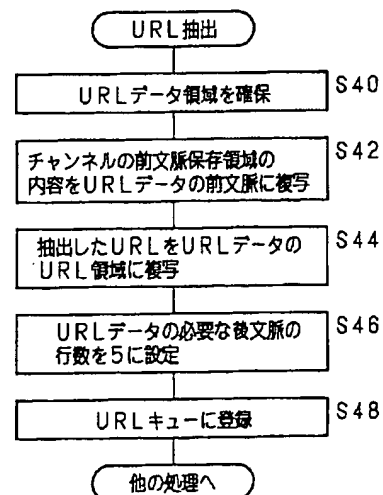 URL抽出
URLデータ領域を確保
S40
チャンネルの前文脈保存領域の
内容をURLデータの前文脈に複写
S42
抽出したURLをURLデータの
URL領域に複写
S44
URLデータの必要な後文脈の
行数を5に設定
S46
URLキューに登録
S48
他の処理へ